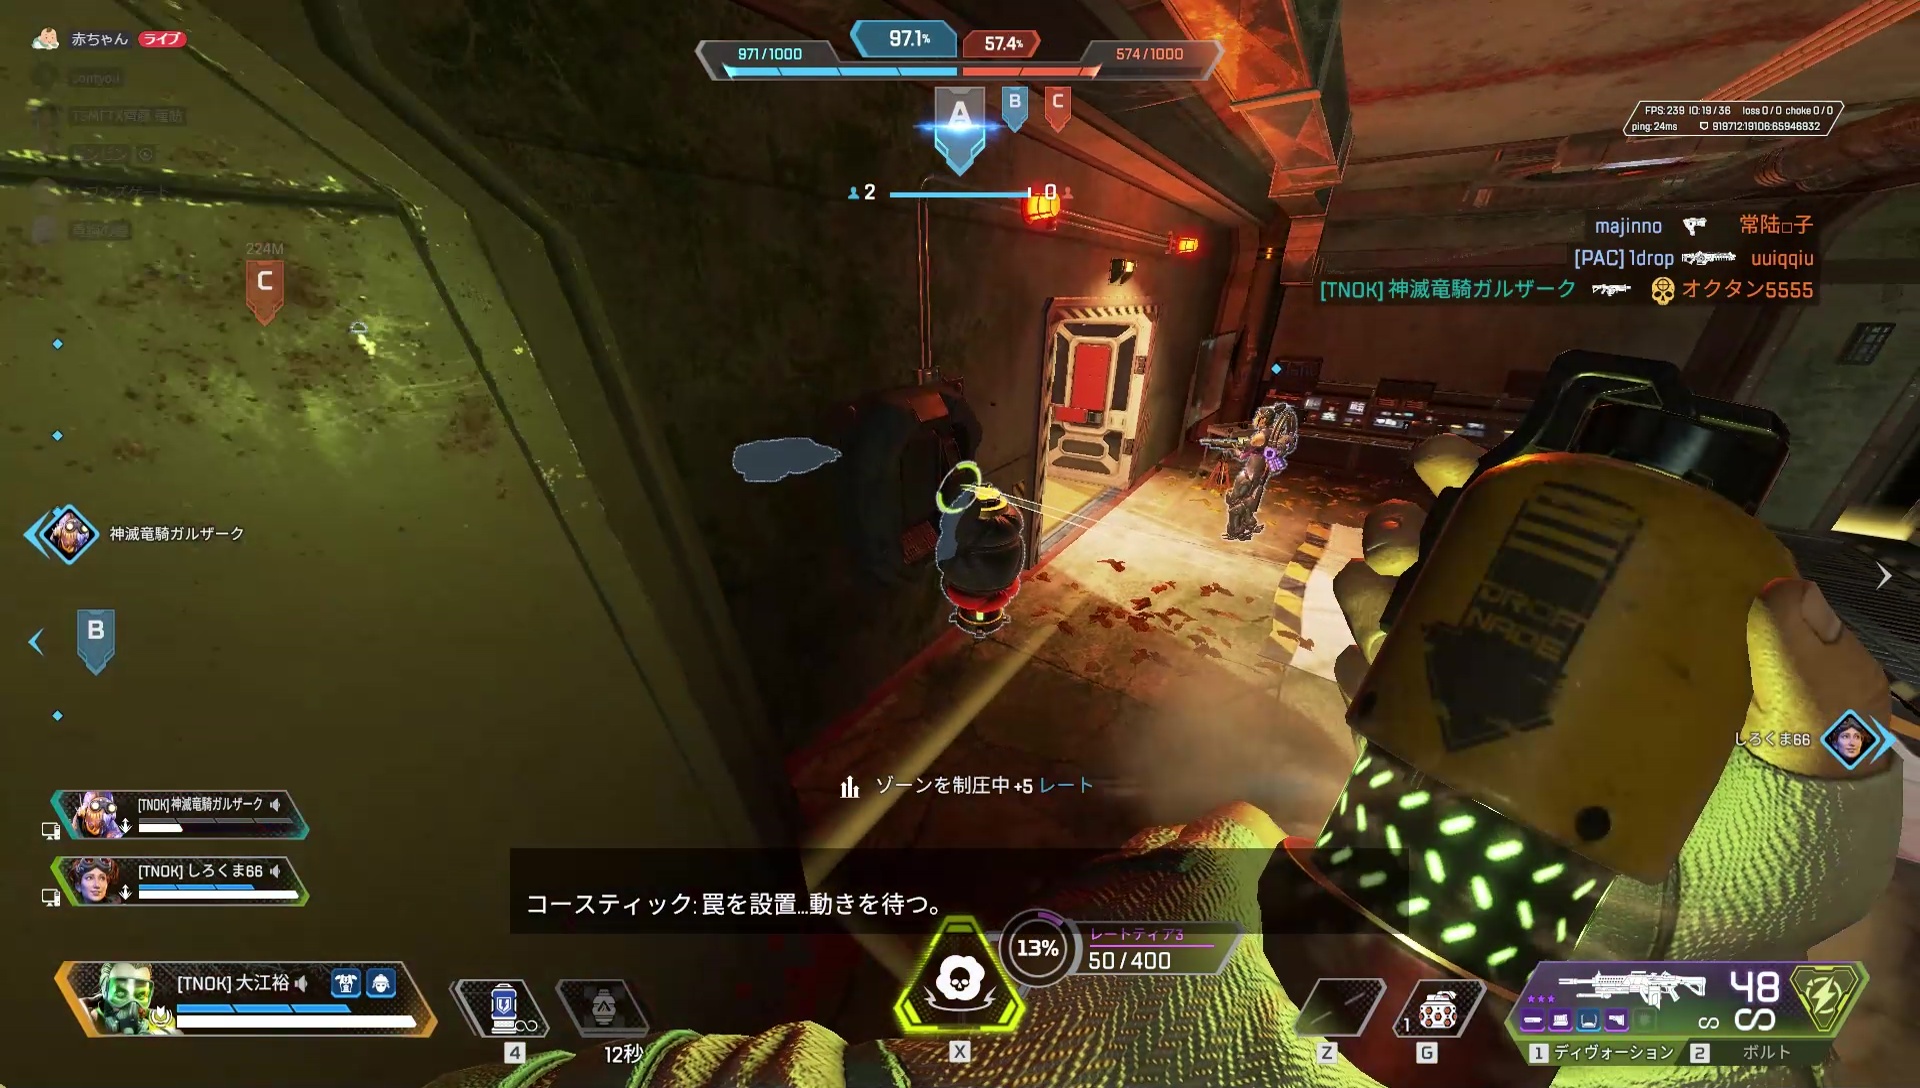 赤ちゃん ライブ
97.1%
57.4%
971/1000
574/1000
A
B
C
FPS:239 10:19/36 loss0/0 choke0/0
ping:24ms 919712:19106:65946932
2
0
majinno 常陸□子
[PAC] 1drop uuiqqiu
[TNOK] 神滅竜騎ガルザーク オクタン5555
224M
C
神滅竜騎ガルザーク
B
しろくま66
ゾーンを制圧中 +5 レート
[TNOK] 神滅竜騎ガルザーク
[TNOK] しろくま66
コースティック: 罠を設置...動きを待つ。
[TNOK] 大江裕
13%
レートティア3
50 / 400
4
12秒
X
Z
1
G
48
∞
∞
1 ディヴォーション
2 ボルト